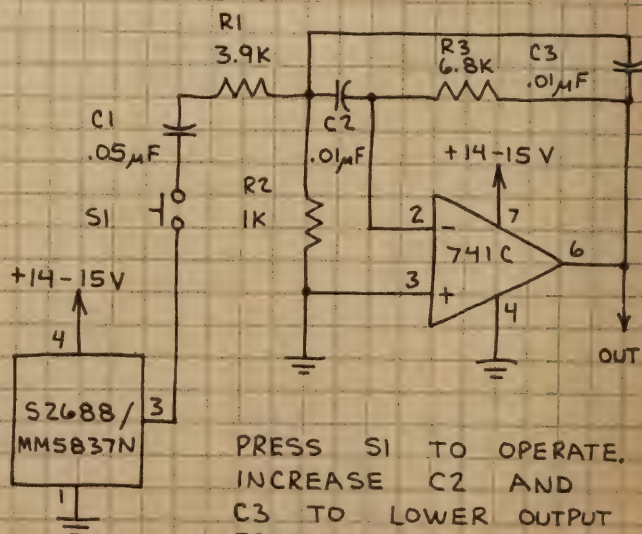 R1
3.9K
R3
6.8K
C3
.01µF
C1
.05µF
C2
.01µF
+14-15V
R2
1K
S1
2
-
7
741C
6
3
+
4
+14-15V
4
OUT
S2688/
MM5837N
3
1
PRESS S1 TO OPERATE.
INCREASE C2 AND
C3 TO LOWER OUTPUT